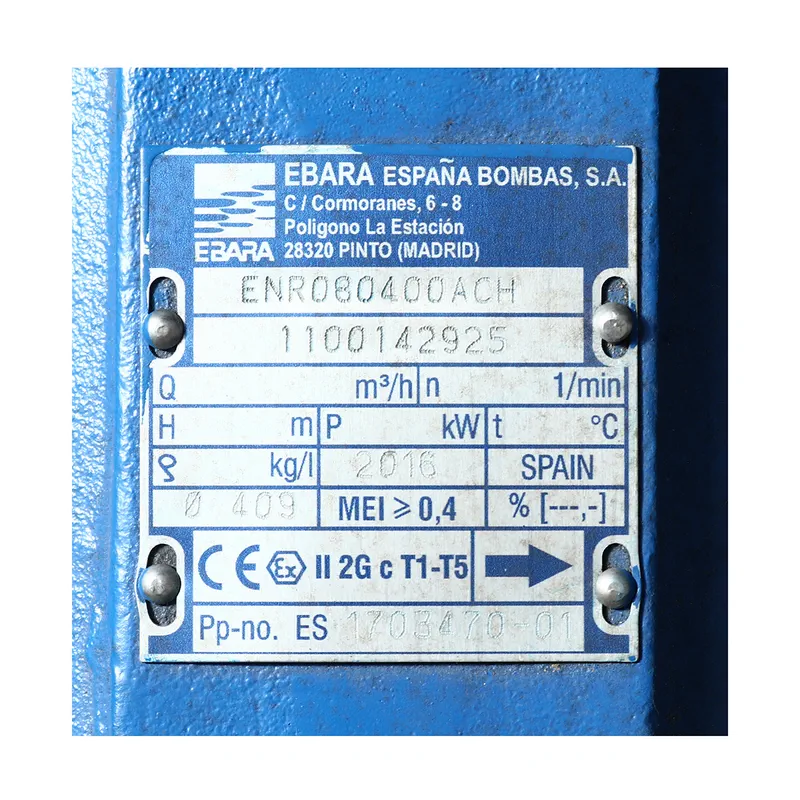 EBARA ESPAÑA BOMBAS, S.A.
C / Cormoranes, 6 - 8
Poligono La Estación
EBARA 28320 PINTO (MADRID)
ENR080400ACH
1100142925
Q m³/h n 1/min
H m P kW t °C
ϱ kg/l 2016 SPAIN
Ø 409 MEI ≥ 0,4 % [---,-]
CE Ex II 2G c T1-T5
Pp-no. ES 1703470-01